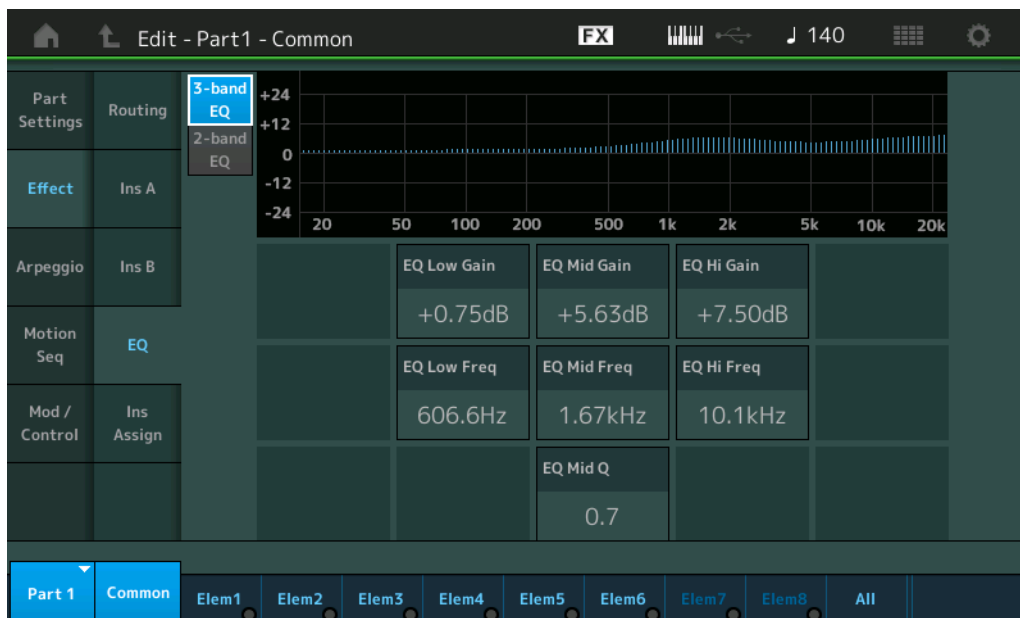 Edit - Part1 - Common
FX
♩ 140
Part
Settings
Effect
Arpeggio
Motion
Seq
Mod /
Control
Routing
Ins A
Ins B
EQ
Ins
Assign
3-band
EQ
2-band
EQ
+24
+12
0
-12
-24
20 50 100 200 500 1k 2k 5k 10k 20k
EQ Low Gain EQ Mid Gain EQ Hi Gain
+0.75dB +5.63dB +7.50dB
EQ Low Freq EQ Mid Freq EQ Hi Freq
606.6Hz 1.67kHz 10.1kHz
EQ Mid Q
0.7
Part 1 Common Elem1 Elem2 Elem3 Elem4 Elem5 Elem6 Elem7 Elem8 All